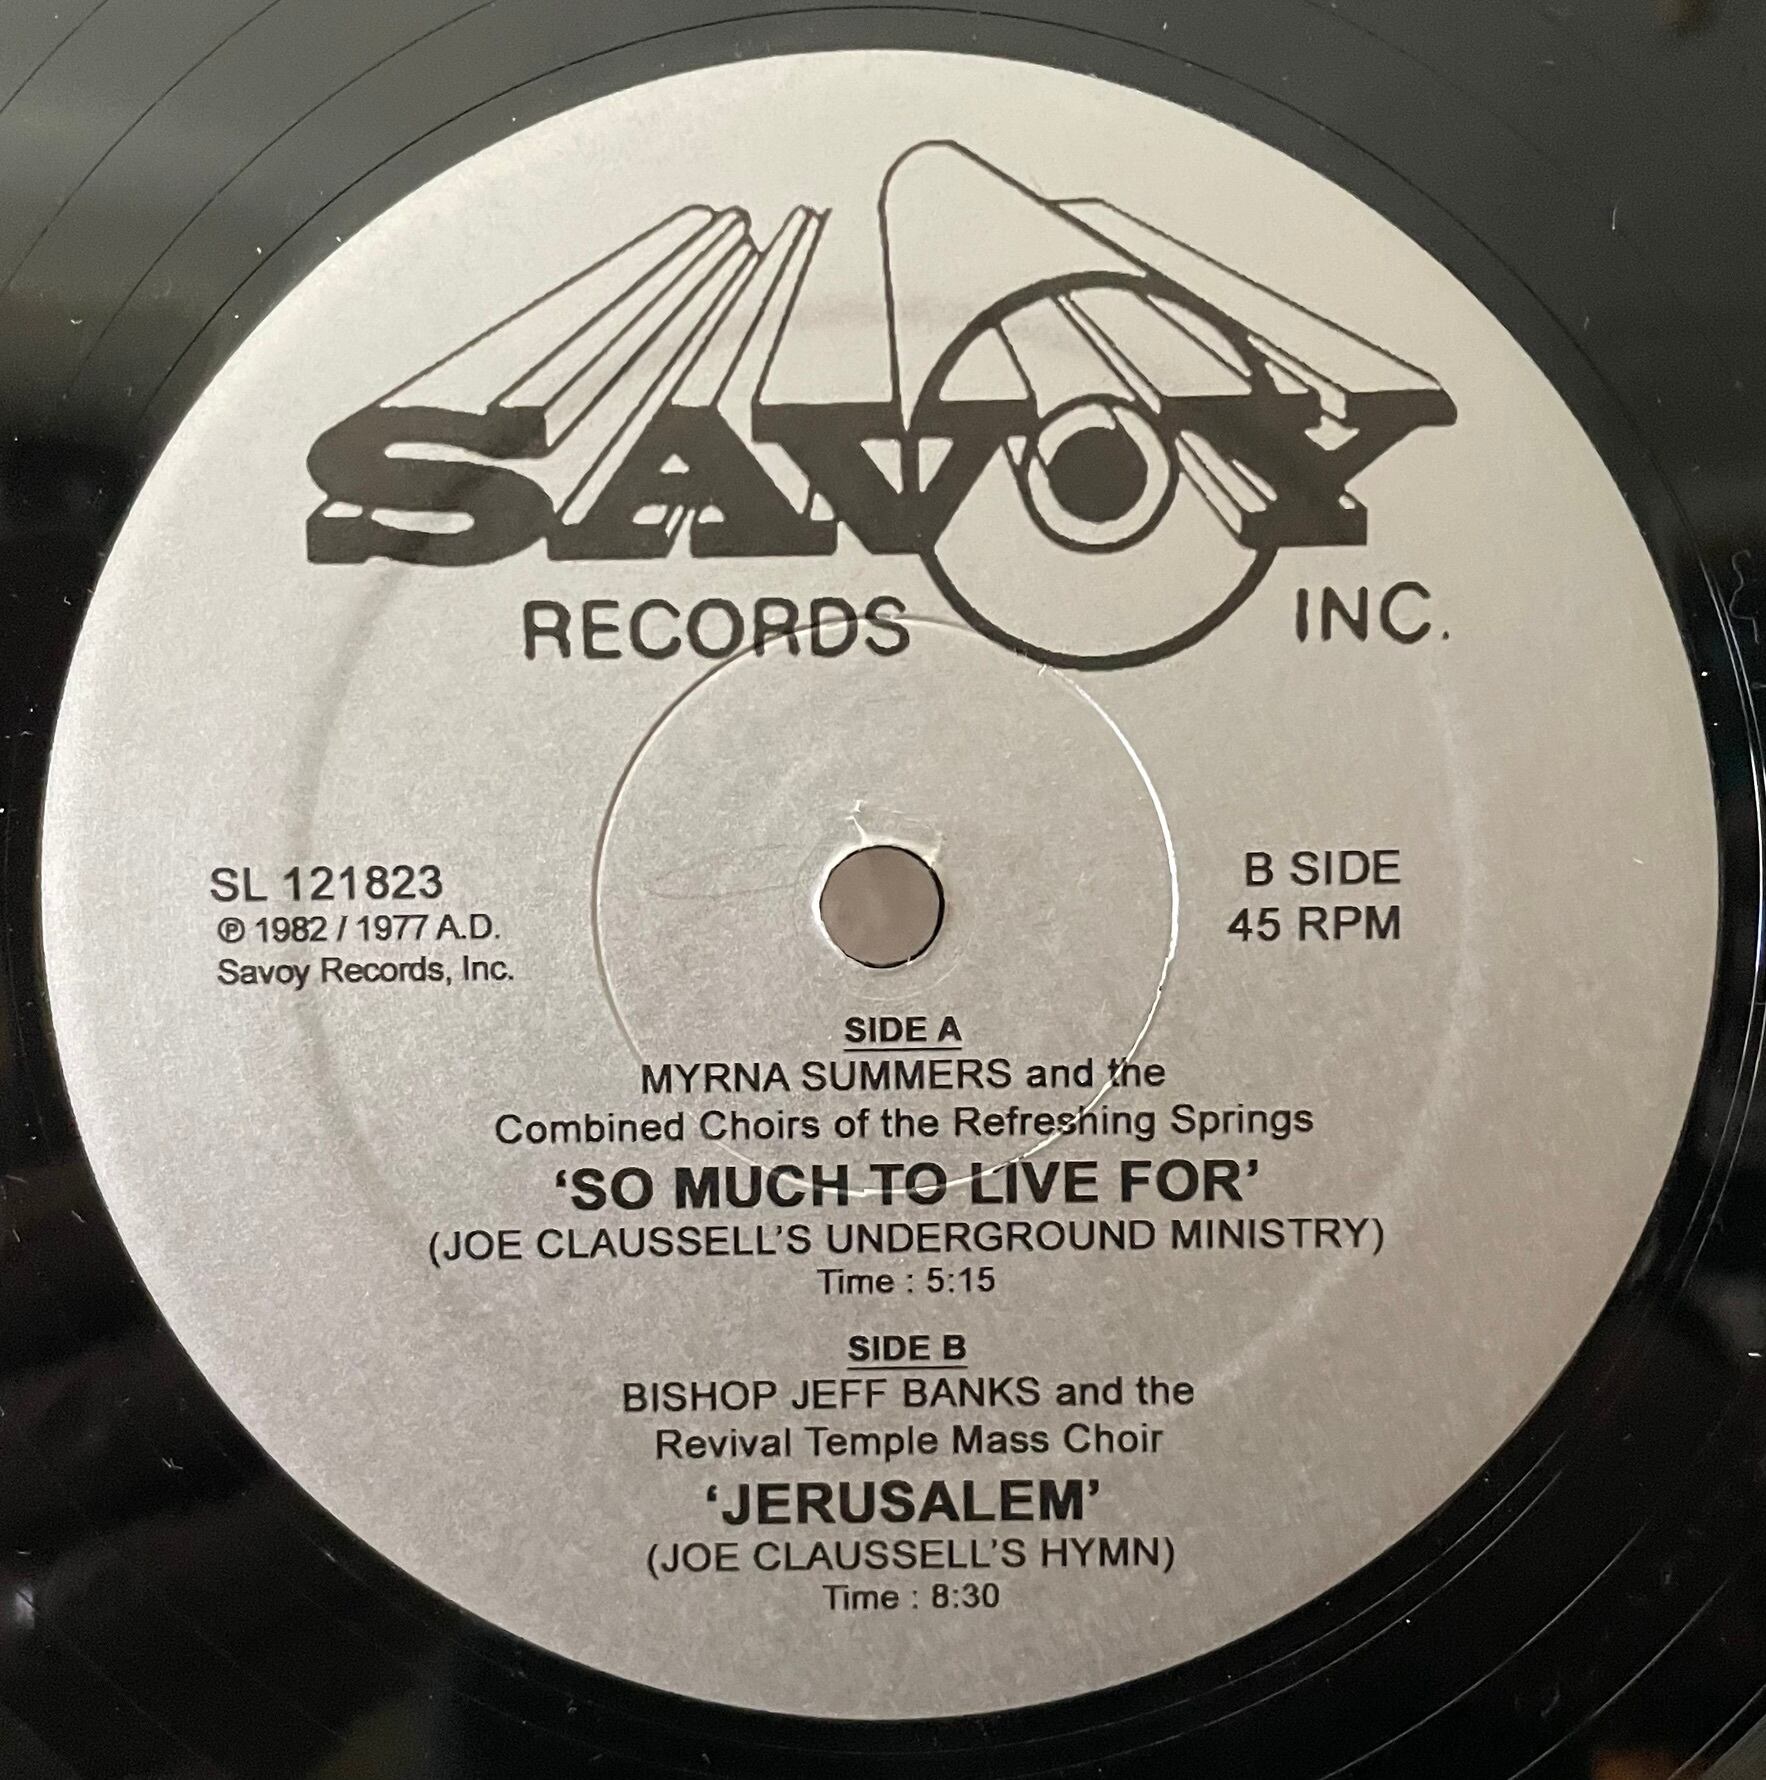 SAVOY
RECORDS INC.
SL 121823
℗ 1982 / 1977 A.D.
Savoy Records, Inc.
B SIDE
45 RPM
SIDE A
MYRNA SUMMERS and the
Combined Choirs of the Refreshing Springs
‘SO MUCH TO LIVE FOR’
(JOE CLAUSSELL’S UNDERGROUND MINISTRY)
Time : 5:15
SIDE B
BISHOP JEFF BANKS and the
Revival Temple Mass Choir
‘JERUSALEM’
(JOE CLAUSSELL’S HYMN)
Time : 8:30